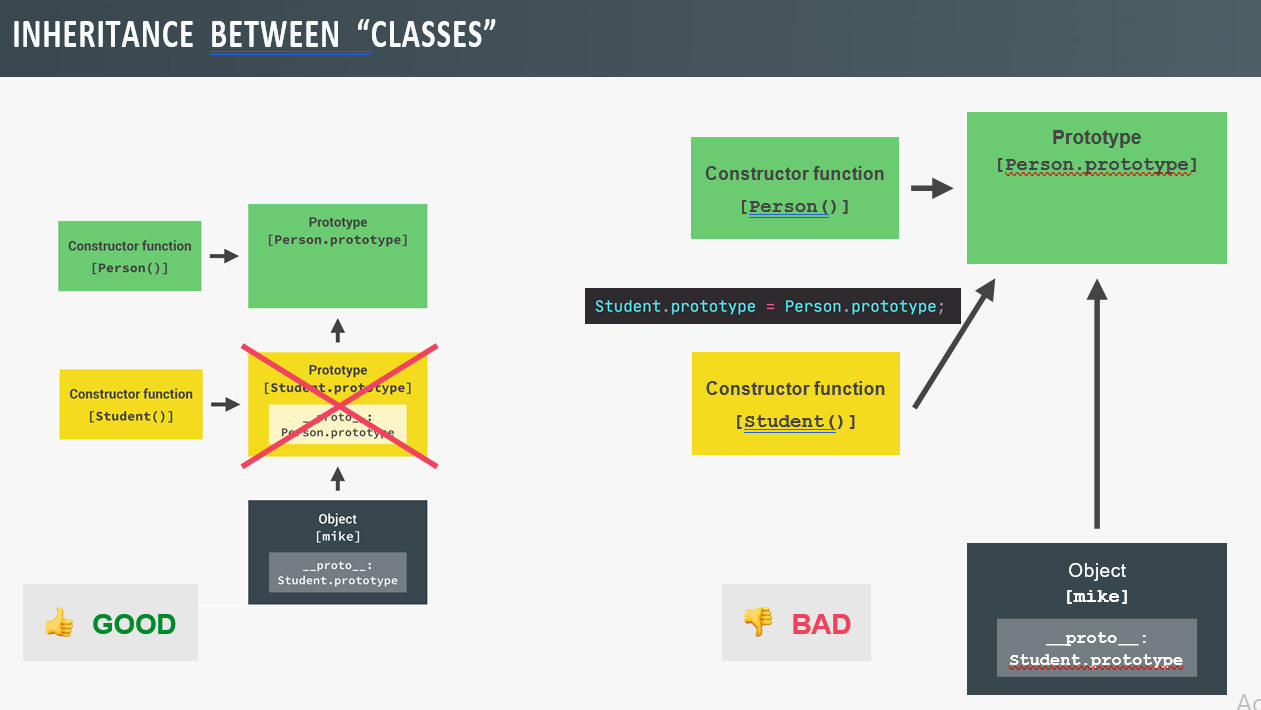 INHERITANCE BETWEEN “CLASSES”
Constructor function
[Person()]
Prototype
[Person.prototype]
Constructor function
[Student()]
Prototype
[Student.prototype]
__proto__:
Person.prototype
Object
[mike]
__proto__:
Student.prototype
👍 GOOD
Constructor function
[Person()]
Prototype
[Person.prototype]
Student.prototype = Person.prototype;
Constructor function
[Student()]
Object
[mike]
__proto__:
Student.prototype
👎 BAD